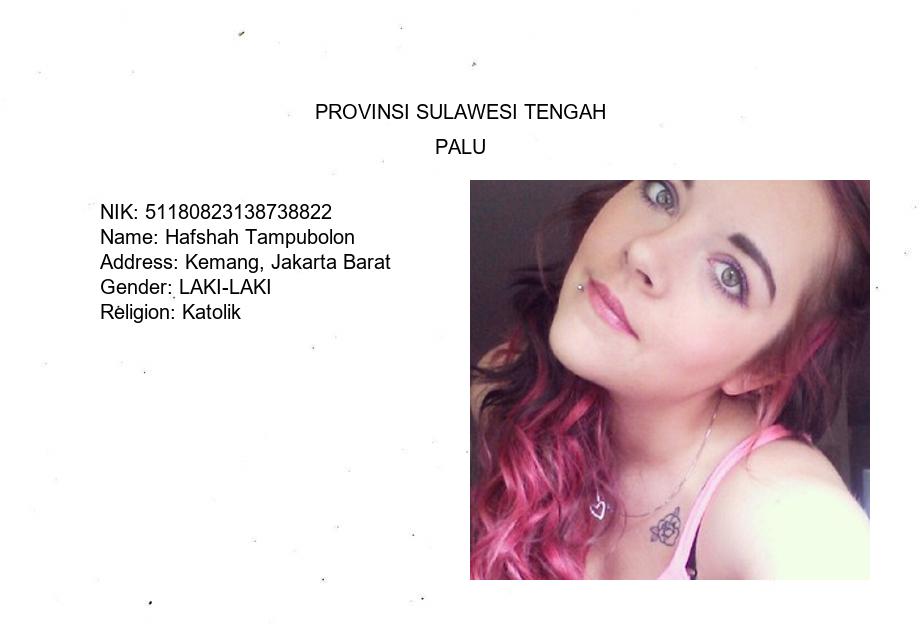 PROVINSI SULAWESI TENGAH
PALU
NIK: 51180823138738822
Name: Hafshah Tampubolon
Address: Kemang, Jakarta Barat
Gender: LAKI-LAKI
Religion: Katolik